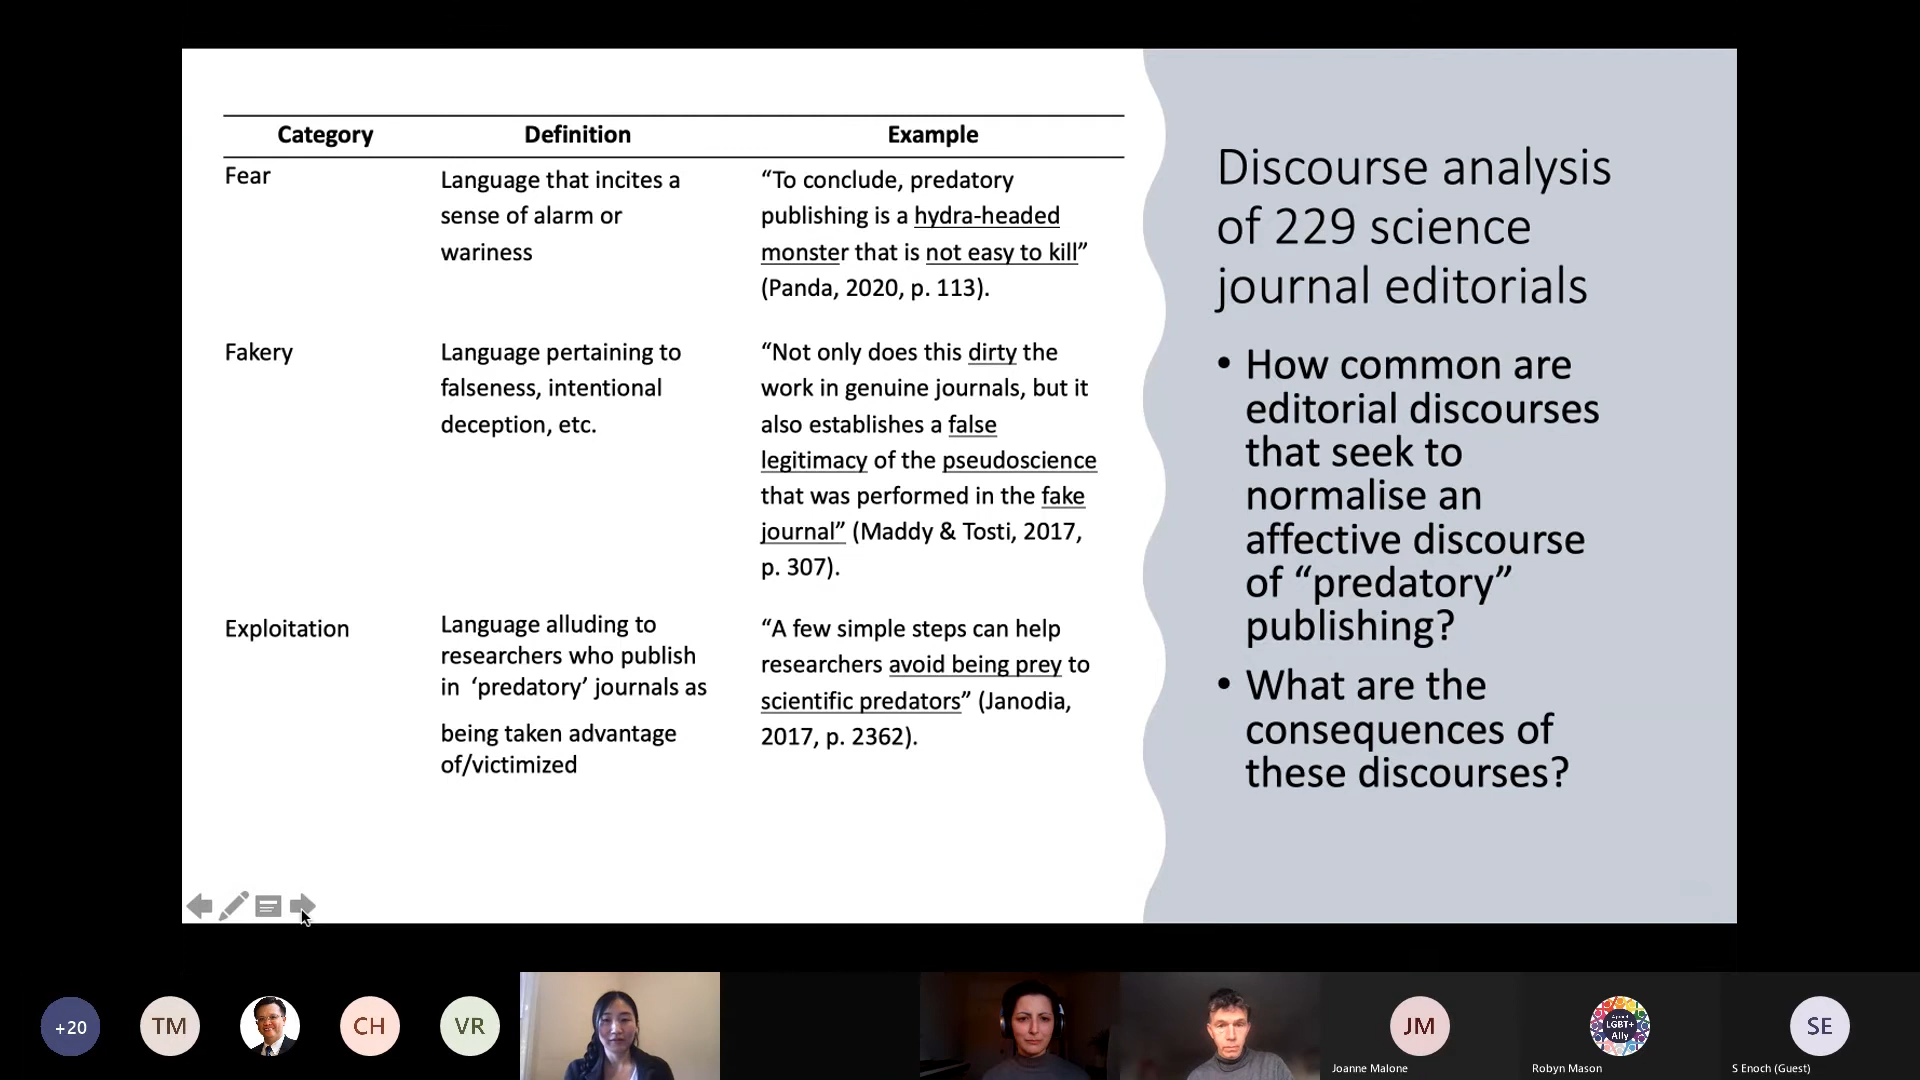 Category Definition Example
Fear
Language that incites a
sense of alarm or
wariness
“To conclude, predatory
publishing is a hydra-headed
monster that is not easy to kill”
(Panda, 2020, p. 113).
Fakery
Language pertaining to
falseness, intentional
deception, etc.
“Not only does this dirty the
work in genuine journals, but it
also establishes a false
legitimacy of the pseudoscience
that was performed in the fake
journal” (Maddy & Tosti, 2017,
p. 307).
Exploitation
Language alluding to
researchers who publish
in ‘predatory’ journals as
being taken advantage
of/victimized
“A few simple steps can help
researchers avoid being prey to
scientific predators” (Janodia,
2017, p. 2362).
Discourse analysis
of 229 science
journal editorials
• How common are
editorial discourses
that seek to
normalise an
affective discourse
of “predatory”
publishing?
• What are the
consequences of
these discourses?
+20
TM
CH
VR
JM
Joanne Malone
LGBT+
Ally
Robyn Mason
SE
S Enoch (Guest)